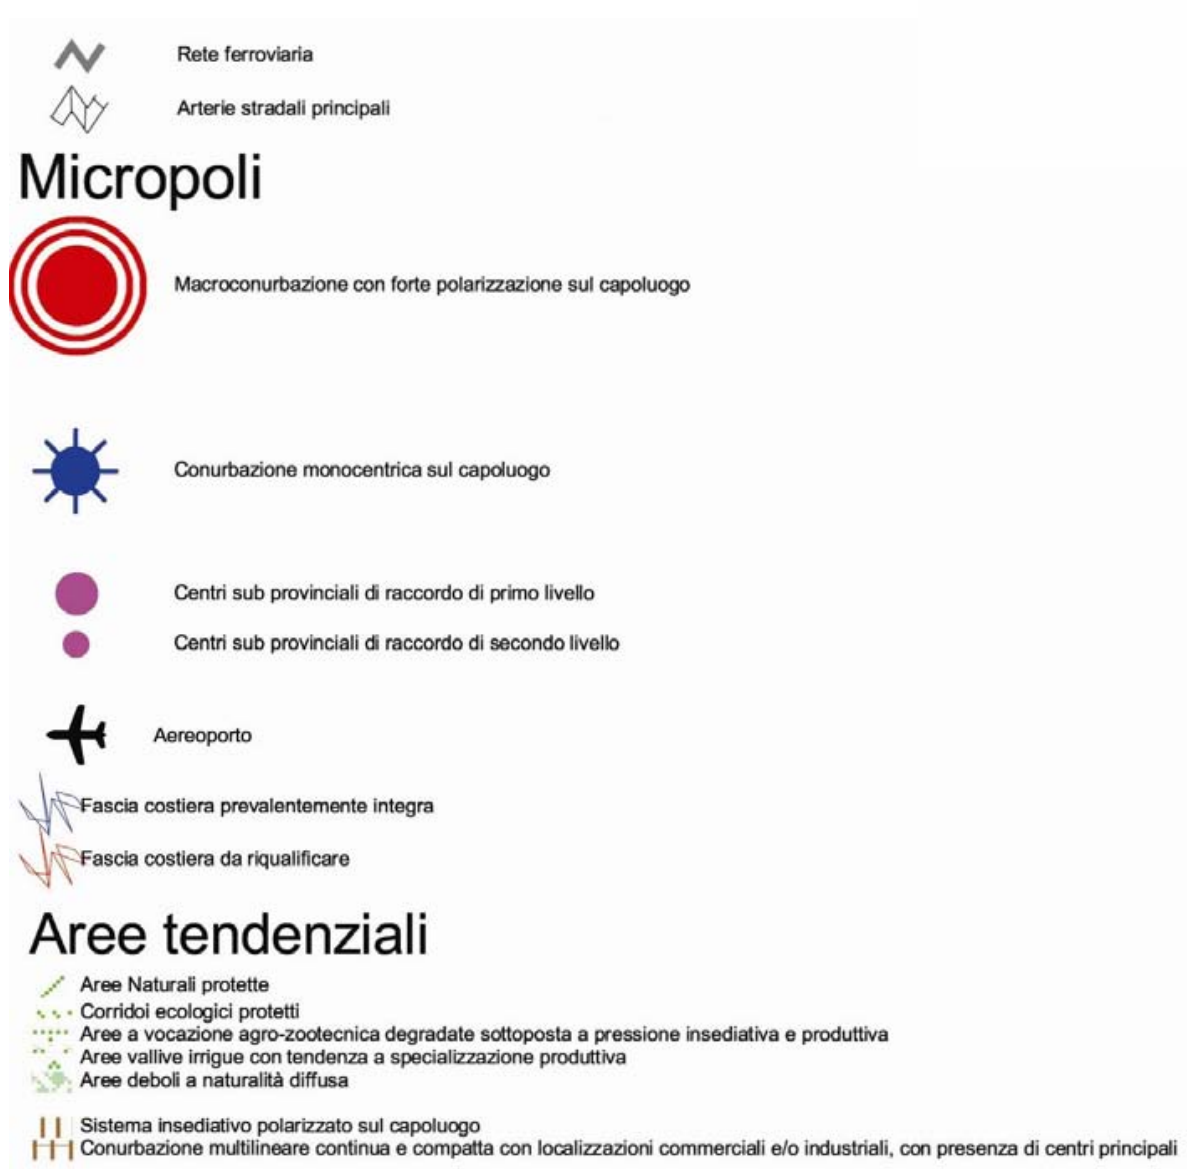 Rete ferroviaria
Arterie stradali principali
Micropoli
Macroconurbazione con forte polarizzazione sul capoluogo
Conurbazione monocentrica sul capoluogo
Centri sub provinciali di raccordo di primo livello
Centri sub provinciali di raccordo di secondo livello
Aereoporto
Fascia costiera prevalentemente integra
Fascia costiera da riqualificare
Aree tendenziali
Aree Naturali protette
Corridoi ecologici protetti
Aree a vocazione agro-zootecnica degradate sottoposta a pressione insediativa e produttiva
Aree vallive irrigue con tendenza a specializzazione produttiva
Aree deboli a naturalità diffusa
Sistema insediativo polarizzato sul capoluogo
Conurbazione multilineare continua e compatta con localizzazioni commerciali e/o industriali, con presenza di centri principali